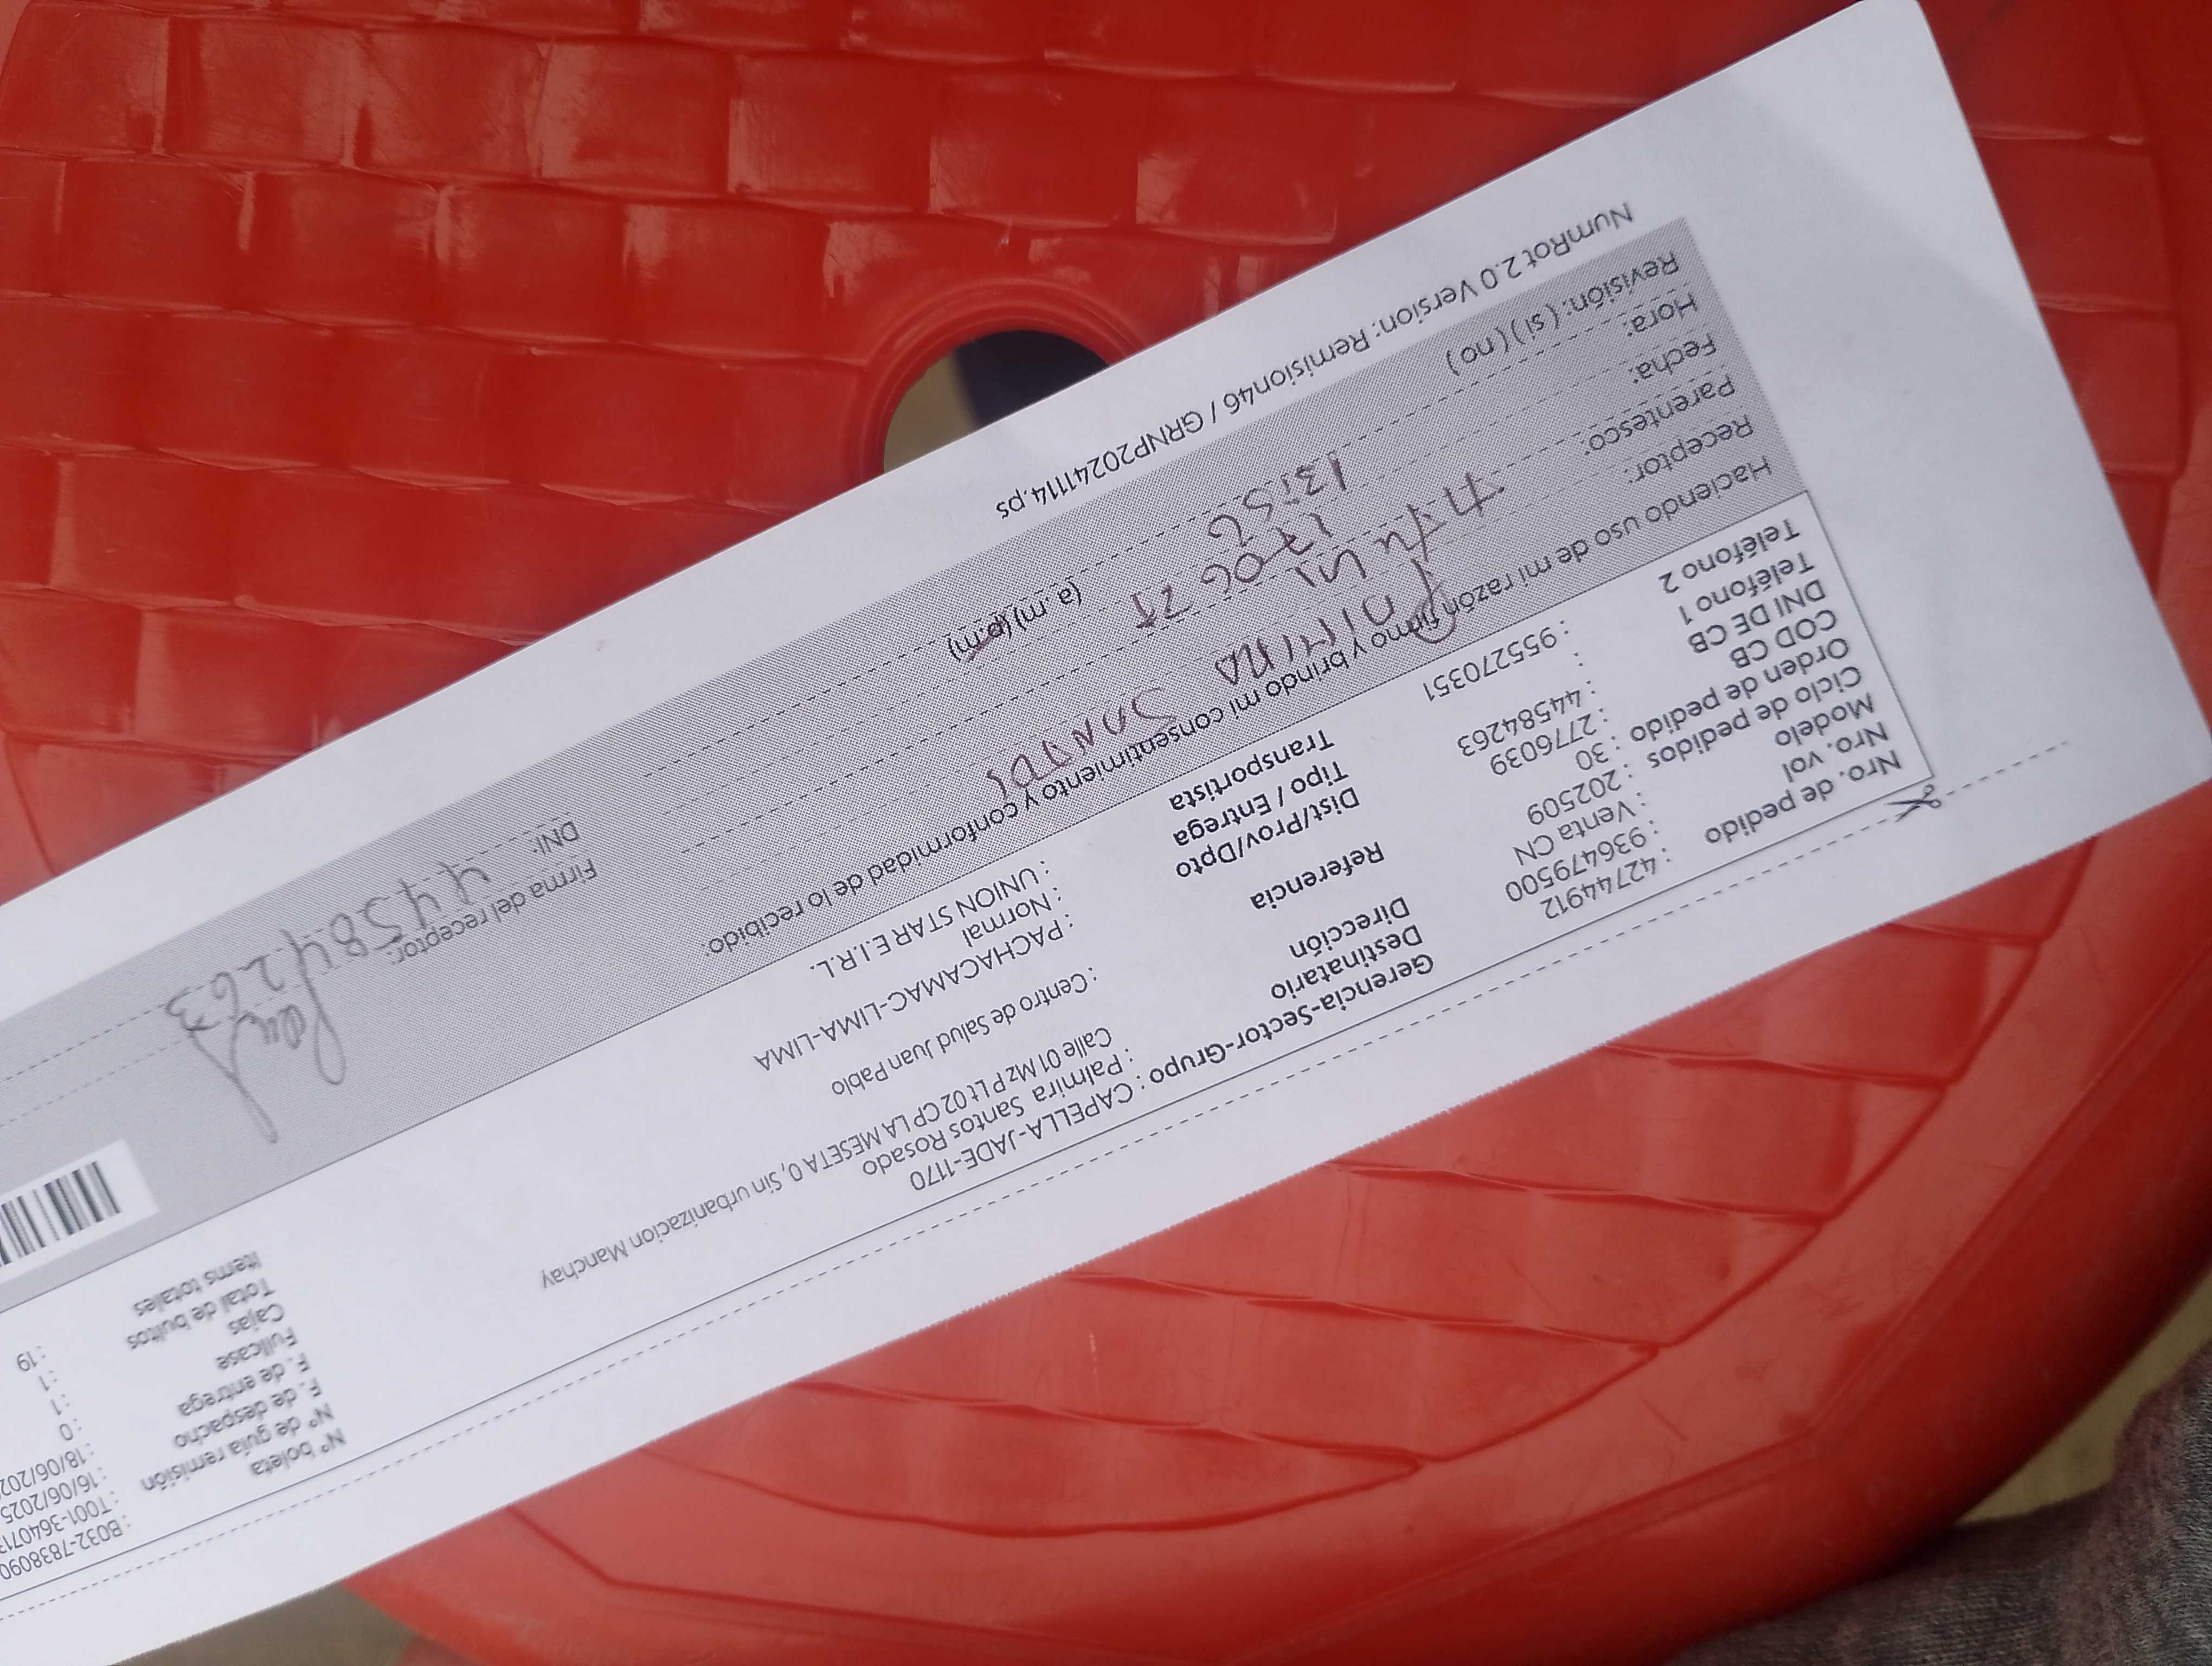 Nro. de pedido : 42744912
Nro. vol : 936479500
Modelo : Venta CN
Ciclo de pedidos : 202509
Orden de pedido : 30
COD CB : 2776039
DNI DE CB : 44584263
Teléfono 1 :
Teléfono 2 : 955270351
Gerencia-Sector-Grupo : CAPELLA-JADE-1170
Destinatario : Palmira Santos Rosado
Dirección Calle 01 Mz P Lt 02 CP LA MESETA 0, Sin urbanizacion Manchay
Referencia : Centro de Salud Juan Pablo
Dist/Prov/Dpto : PACHACAMAC-LIMA-LIMA
Tipo / Entrega : Normal
Transportista : UNION STAR E.I.R.L.
N° boleta : B032-7838090
N° de guía remisión : T001-364071
F. de despacho : 16/06/2025
F. de entrega : 18/06/202
Fullcase : 0
Cajas : 1
Total de bultos : 1
Items totales : 19
Haciendo uso de mi razón firmo y brindo mi consentimiento y conformidad de lo recibido:
Receptor: PALMIRA SANTOS
Parentesco:
Fecha: 17 06
Hora: 13:56 (a.m) (p.m)
Revisión: (si) (no)
Firma del receptor:
DNI: 44584263
NumRot 2.0 Version: Remision46 / GRNP20241114.ps